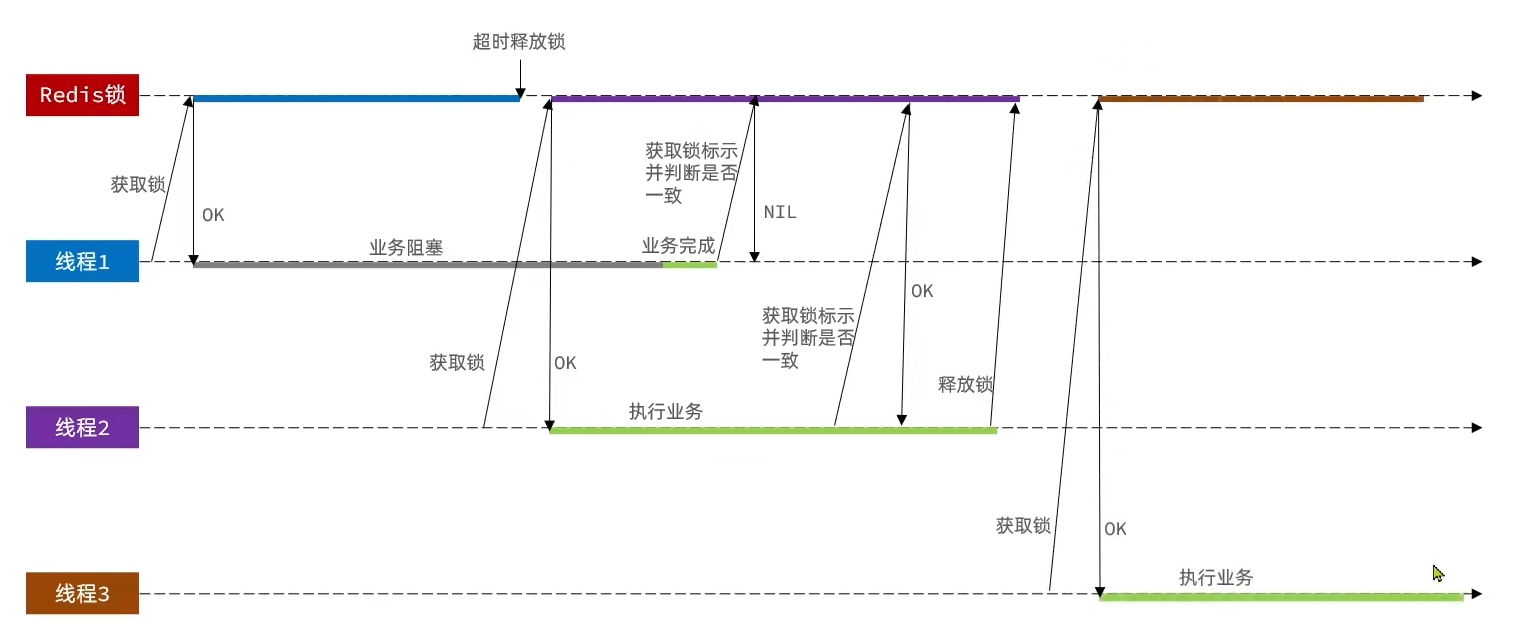 超时释放锁
Redis锁
获取锁标示
并判断是否
一致
获取锁
OK
NIL
业务阻塞
业务完成
线程1
OK
获取锁标示
并判断是否
一致
获取锁
OK
释放锁
执行业务
线程2
获取锁
OK
执行业务
线程3